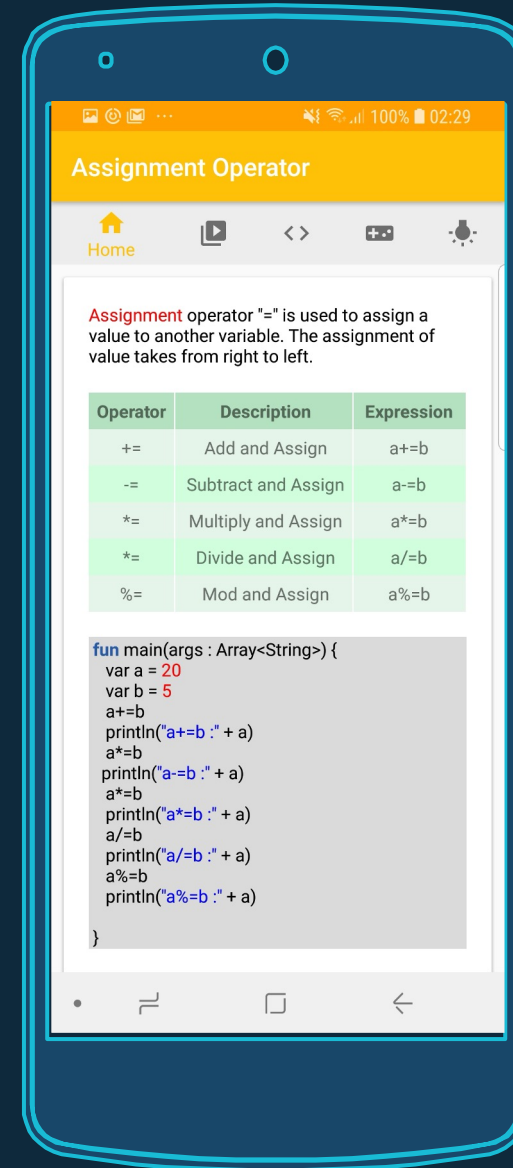 100% 02:29
Assignment Operator
Home
Assignment operator "=" is used to assign a
value to another variable. The assignment of
value takes from right to left.
Operator Description Expression
+= Add and Assign a+=b
-= Subtract and Assign a-=b
*= Multiply and Assign a*=b
*= Divide and Assign a/=b
%= Mod and Assign a%=b
fun main(args : Array<String>) {
var a = 20
var b = 5
a+=b
println("a+=b :" + a)
a*=b
println("a-=b :" + a)
a*=b
println("a*=b :" + a)
a/=b
println("a/=b :" + a)
a%=b
println("a%=b :" + a)
}